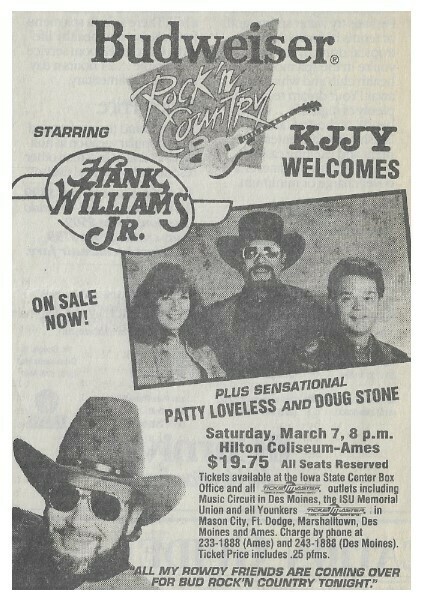 Budweiser®
Rock'n
Country
STARRING
KJJY
WELCOMES
HANK
WILLIAMS
JR.
ON SALE
NOW!
PLUS SENSATIONAL
PATTY LOVELESS AND DOUG STONE
Saturday, March 7, 8 p.m.
Hilton Coliseum-Ames
$19.75 All Seats Reserved
Tickets available at the Iowa State Center Box
Office and all TICKETMASTER outlets including
Music Circuit in Des Moines, the ISU Memorial
Union and all Younkers TICKETMASTER in
Mason City, Ft. Dodge, Marshalltown, Des
Moines and Ames. Charge by phone at
233-1888 (Ames) and 243-1888 (Des Moines).
Ticket Price includes .25 pfms.
"ALL MY ROWDY FRIENDS ARE COMING OVER
FOR BUD ROCK'N COUNTRY TONIGHT."